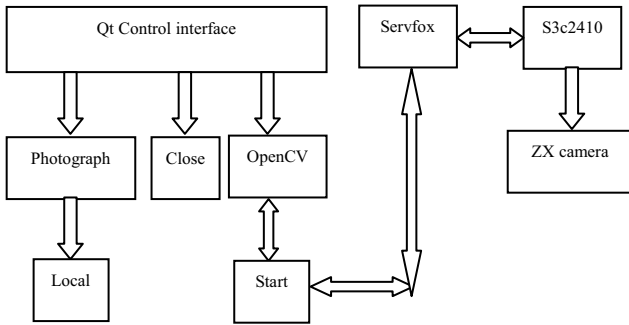 Qt Control interface
Servfox
S3c2410
Photograph
Close
OpenCV
ZX camera
Local
Start